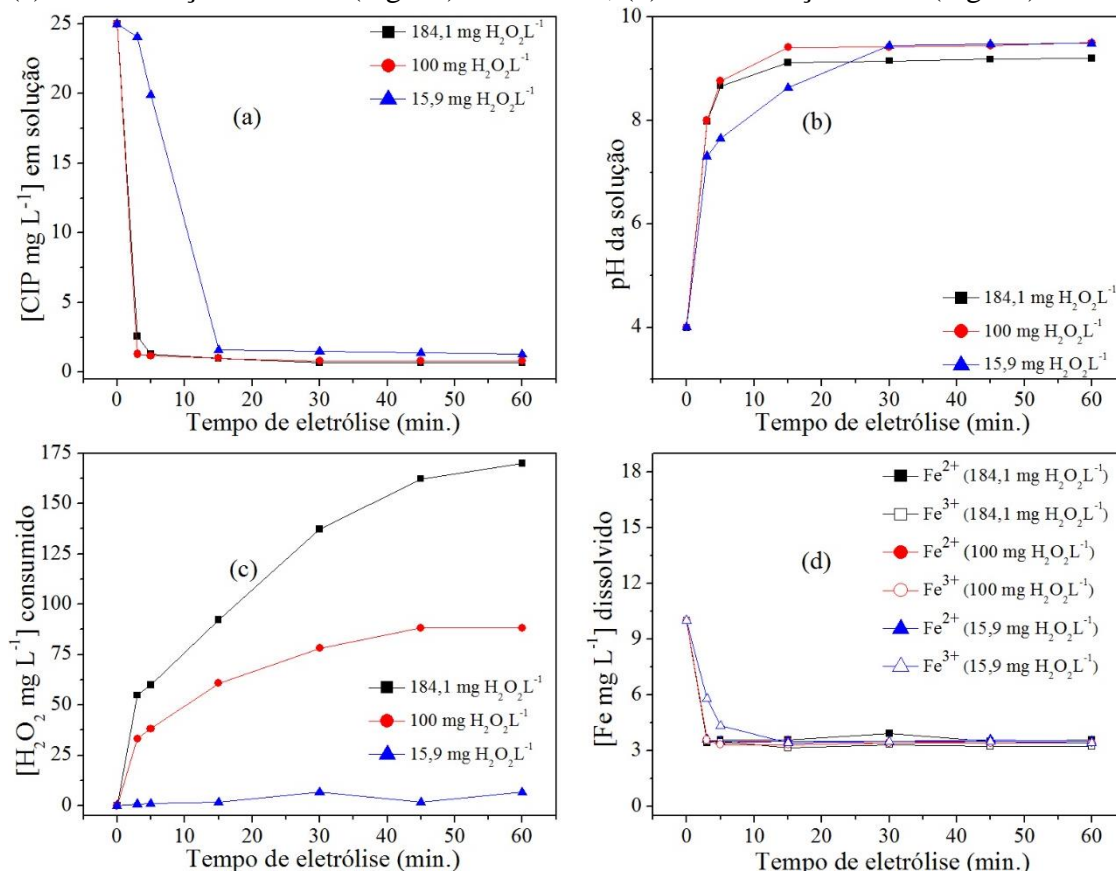 25
20
15
10
5
0
[CIP mg L⁻¹] em solução
184,1 mg H₂O₂L⁻¹
100 mg H₂O₂L⁻¹
15,9 mg H₂O₂L⁻¹
(a)
0 10 20 30 40 50 60
Tempo de eletrólise (min.)
10
8
6
4
pH da solução
(b)
184,1 mg H₂O₂L⁻¹
100 mg H₂O₂L⁻¹
15,9 mg H₂O₂L⁻¹
0 10 20 30 40 50 60
Tempo de eletrólise (min.)
175
150
125
100
75
50
25
0
[H₂O₂ mg L⁻¹] consumido
(c)
184,1 mg H₂O₂L⁻¹
100 mg H₂O₂L⁻¹
15,9 mg H₂O₂L⁻¹
0 10 20 30 40 50 60
Tempo de eletrólise (min.)
18
15
12
9
6
3
0
[Fe mg L⁻¹] dissolvido
Fe²⁺ (184,1 mg H₂O₂L⁻¹)
Fe³⁺ (184,1 mg H₂O₂L⁻¹)
(d)
Fe²⁺ (100 mg H₂O₂L⁻¹)
Fe³⁺ (100 mg H₂O₂L⁻¹)
Fe²⁺ (15,9 mg H₂O₂L⁻¹)
Fe³⁺ (15,9 mg H₂O₂L⁻¹)
0 10 20 30 40 50 60
Tempo de eletrólise (min.)